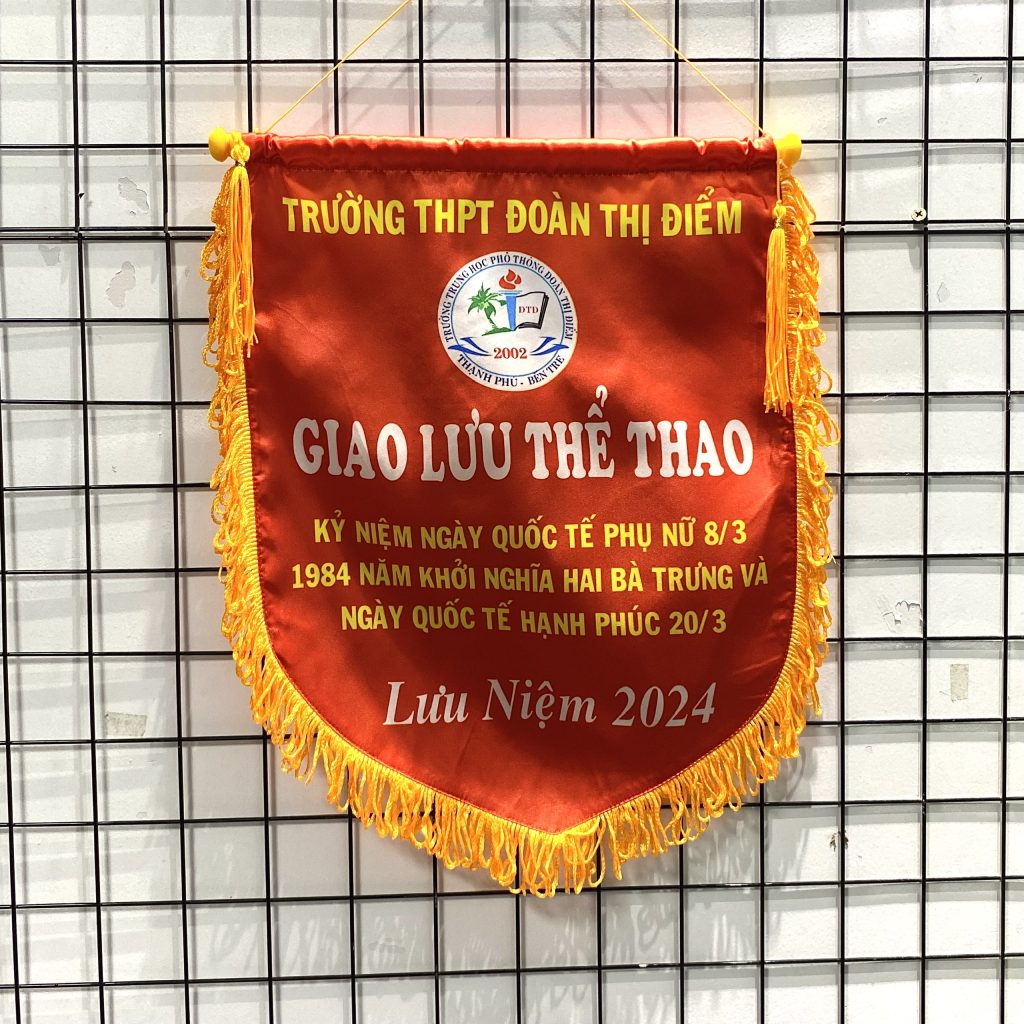 TRƯỜNG THPT ĐOÀN THỊ ĐIỂM
TRƯỜNG TRUNG HỌC PHỔ THÔNG ĐOÀN THỊ ĐIỂM
ĐTĐ
2002
THẠNH PHÚ - BẾN TRE
GIAO LƯU THỂ THAO
KỶ NIỆM NGÀY QUỐC TẾ PHỤ NỮ 8/3
1984 NĂM KHỞI NGHĨA HAI BÀ TRƯNG VÀ
NGÀY QUỐC TẾ HẠNH PHÚC 20/3
Lưu Niệm 2024